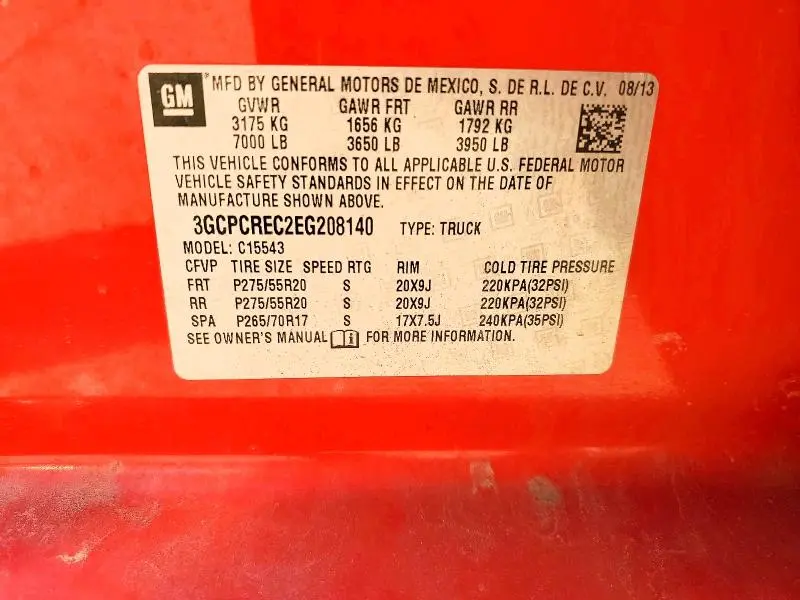 GM MFD BY GENERAL MOTORS DE MEXICO, S. DE R.L. DE C.V. 08/13
GVWR GAWR FRT GAWR RR
3175 KG 1656 KG 1792 KG
7000 LB 3650 LB 3950 LB
THIS VEHICLE CONFORMS TO ALL APPLICABLE U.S. FEDERAL MOTOR
VEHICLE SAFETY STANDARDS IN EFFECT ON THE DATE OF
MANUFACTURE SHOWN ABOVE.
3GCPCREC2EG208140 TYPE: TRUCK
MODEL: C15543
CFVP TIRE SIZE SPEED RTG RIM COLD TIRE PRESSURE
FRT P275/55R20 S 20X9J 220KPA(32PSI)
RR P275/55R20 S 20X9J 220KPA(32PSI)
SPA P265/70R17 S 17X7.5J 240KPA(35PSI)
SEE OWNER'S MANUAL FOR MORE INFORMATION.